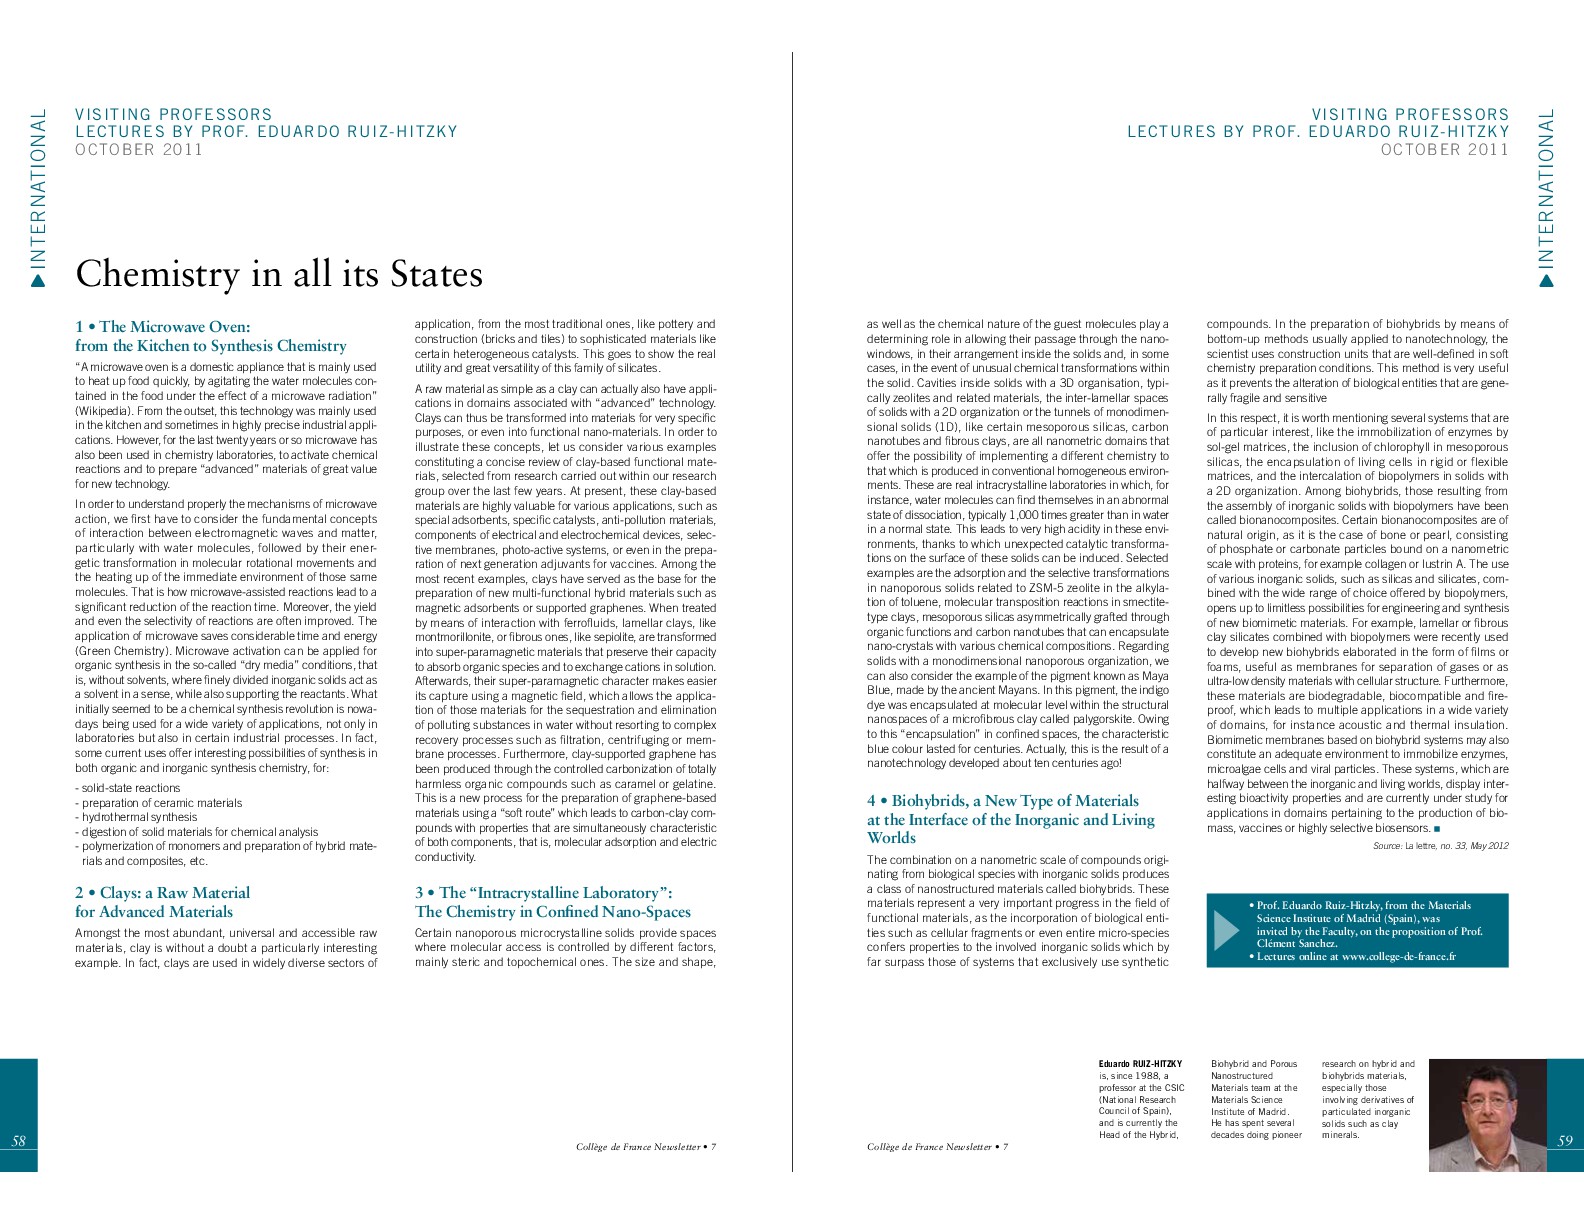 INTERNATIONAL
VISITING PROFESSORS
LECTURES BY PROF. EDUARDO RUIZ-HITZKY
OCTOBER 2011
Chemistry in all its States
1 • The Microwave Oven:
from the Kitchen to Synthesis Chemistry
“A microwave oven is a domestic appliance that is mainly used
to heat up food quickly, by agitating the water molecules con-
tained in the food under the effect of a microwave radiation”
(Wikipedia). From the outset, this technology was mainly used
in the kitchen and sometimes in highly precise industrial appli-
cations. However, for the last twenty years or so microwave has
also been used in chemistry laboratories, to activate chemical
reactions and to prepare “advanced” materials of great value
for new technology.
In order to understand properly the mechanisms of microwave
action, we first have to consider the fundamental concepts
of interaction between electromagnetic waves and matter,
particularly with water molecules, followed by their ener-
getic transformation in molecular rotational movements and
the heating up of the immediate environment of those same
molecules. That is how microwave-assisted reactions lead to a
significant reduction of the reaction time. Moreover, the yield
and even the selectivity of reactions are often improved. The
application of microwave saves considerable time and energy
(Green Chemistry). Microwave activation can be applied for
organic synthesis in the so-called “dry media” conditions, that
is, without solvents, where finely divided inorganic solids act as
a solvent in a sense, while also supporting the reactants. What
initially seemed to be a chemical synthesis revolution is nowa-
days being used for a wide variety of applications, not only in
laboratories but also in certain industrial processes. In fact,
some current uses offer interesting possibilities of synthesis in
both organic and inorganic synthesis chemistry, for:
- solid-state reactions
- preparation of ceramic materials
- hydrothermal synthesis
- digestion of solid materials for chemical analysis
- polymerization of monomers and preparation of hybrid mate-
rials and composites, etc.
2 • Clays: a Raw Material
for Advanced Materials
Amongst the most abundant, universal and accessible raw
materials, clay is without a doubt a particularly interesting
example. In fact, clays are used in widely diverse sectors of
application, from the most traditional ones, like pottery and
construction (bricks and tiles) to sophisticated materials like
certain heterogeneous catalysts. This goes to show the real
utility and great versatility of this family of silicates.
A raw material as simple as a clay can actually also have appli-
cations in domains associated with “advanced” technology.
Clays can thus be transformed into materials for very specific
purposes, or even into functional nano-materials. In order to
illustrate these concepts, let us consider various examples
constituting a concise review of clay-based functional mate-
rials, selected from research carried out within our research
group over the last few years. At present, these clay-based
materials are highly valuable for various applications, such as
special adsorbents, specific catalysts, anti-pollution materials,
components of electrical and electrochemical devices, selec-
tive membranes, photo-active systems, or even in the prepa-
ration of next generation adjuvants for vaccines. Among the
most recent examples, clays have served as the base for the
preparation of new multi-functional hybrid materials such as
magnetic adsorbents or supported graphenes. When treated
by means of interaction with ferrofluids, lamellar clays, like
montmorillonite, or fibrous ones, like sepiolite, are transformed
into super-paramagnetic materials that preserve their capacity
to absorb organic species and to exchange cations in solution.
Afterwards, their super-paramagnetic character makes easier
its capture using a magnetic field, which allows the applica-
tion of those materials for the sequestration and elimination
of polluting substances in water without resorting to complex
recovery processes such as filtration, centrifuging or mem-
brane processes. Furthermore, clay-supported graphene has
been produced through the controlled carbonization of totally
harmless organic compounds such as caramel or gelatine.
This is a new process for the preparation of graphene-based
materials using a “soft route” which leads to carbon-clay com-
pounds with properties that are simultaneously characteristic
of both components, that is, molecular adsorption and electric
conductivity.
3 • The “Intracrystalline Laboratory”:
The Chemistry in Confined Nano-Spaces
Certain nanoporous microcrystalline solids provide spaces
where molecular access is controlled by different factors,
mainly steric and topochemical ones. The size and shape,
58
Collège de France Newsletter • 7
VISITING PROFESSORS
LECTURES BY PROF. EDUARDO RUIZ-HITZKY
OCTOBER 2011
INTERNATIONAL
as well as the chemical nature of the guest molecules play a
determining role in allowing their passage through the nano-
windows, in their arrangement inside the solids and, in some
cases, in the event of unusual chemical transformations within
the solid. Cavities inside solids with a 3D organisation, typi-
cally zeolites and related materials, the inter-lamellar spaces
of solids with a 2D organization or the tunnels of monodimen-
sional solids (1D), like certain mesoporous silicas, carbon
nanotubes and fibrous clays, are all nanometric domains that
offer the possibility of implementing a different chemistry to
that which is produced in conventional homogeneous environ-
ments. These are real intracrystalline laboratories in which, for
instance, water molecules can find themselves in an abnormal
state of dissociation, typically 1,000 times greater than in water
in a normal state. This leads to very high acidity in these envi-
ronments, thanks to which unexpected catalytic transforma-
tions on the surface of these solids can be induced. Selected
examples are the adsorption and the selective transformations
in nanoporous solids related to ZSM-5 zeolite in the alkyla-
tion of toluene, molecular transposition reactions in smectite-
type clays, mesoporous silicas asymmetrically grafted through
organic functions and carbon nanotubes that can encapsulate
nano-crystals with various chemical compositions. Regarding
solids with a monodimensional nanoporous organization, we
can also consider the example of the pigment known as Maya
Blue, made by the ancient Mayans. In this pigment, the indigo
dye was encapsulated at molecular level within the structural
nanospaces of a microfibrous clay called palygorskite. Owing
to this “encapsulation” in confined spaces, the characteristic
blue colour lasted for centuries. Actually, this is the result of a
nanotechnology developed about ten centuries ago!
4 • Biohybrids, a New Type of Materials
at the Interface of the Inorganic and Living
Worlds
The combination on a nanometric scale of compounds origi-
nating from biological species with inorganic solids produces
a class of nanostructured materials called biohybrids. These
materials represent a very important progress in the field of
functional materials, as the incorporation of biological enti-
ties such as cellular fragments or even entire micro-species
confers properties to the involved inorganic solids which by
far surpass those of systems that exclusively use synthetic
compounds. In the preparation of biohybrids by means of
bottom-up methods usually applied to nanotechnology, the
scientist uses construction units that are well-defined in soft
chemistry preparation conditions. This method is very useful
as it prevents the alteration of biological entities that are gene-
rally fragile and sensitive
In this respect, it is worth mentioning several systems that are
of particular interest, like the immobilization of enzymes by
sol-gel matrices, the inclusion of chlorophyll in mesoporous
silicas, the encapsulation of living cells in rigid or flexible
matrices, and the intercalation of biopolymers in solids with
a 2D organization. Among biohybrids, those resulting from
the assembly of inorganic solids with biopolymers have been
called bionanocomposites. Certain bionanocomposites are of
natural origin, as it is the case of bone or pearl, consisting
of phosphate or carbonate particles bound on a nanometric
scale with proteins, for example collagen or lustrin A. The use
of various inorganic solids, such as silicas and silicates, com-
bined with the wide range of choice offered by biopolymers,
opens up to limitless possibilities for engineering and synthesis
of new biomimetic materials. For example, lamellar or fibrous
clay silicates combined with biopolymers were recently used
to develop new biohybrids elaborated in the form of films or
foams, useful as membranes for separation of gases or as
ultra-low density materials with cellular structure. Furthermore,
these materials are biodegradable, biocompatible and fire-
proof, which leads to multiple applications in a wide variety
of domains, for instance acoustic and thermal insulation.
Biomimetic membranes based on biohybrid systems may also
constitute an adequate environment to immobilize enzymes,
microalgae cells and viral particles. These systems, which are
halfway between the inorganic and living worlds, display inter-
esting bioactivity properties and are currently under study for
applications in domains pertaining to the production of bio-
mass, vaccines or highly selective biosensors. ■
Source: La lettre, no. 33, May 2012
• Prof. Eduardo Ruiz-Hitzky, from the Materials
Science Institute of Madrid (Spain), was
invited by the Faculty, on the proposition of Prof.
Clément Sanchez.
• Lectures online at www.college-de-france.fr
Eduardo RUIZ-HITZKY
is, since 1988, a
professor at the CSIC
(National Research
Council of Spain),
and is currently the
Head of the Hybrid,
Biohybrid and Porous
Nanostructured
Materials team at the
Materials Science
Institute of Madrid.
He has spent several
decades doing pioneer
research on hybrid and
biohybrids materials,
especially those
involving derivatives of
particulated inorganic
solids such as clay
minerals.
Collège de France Newsletter • 7
59